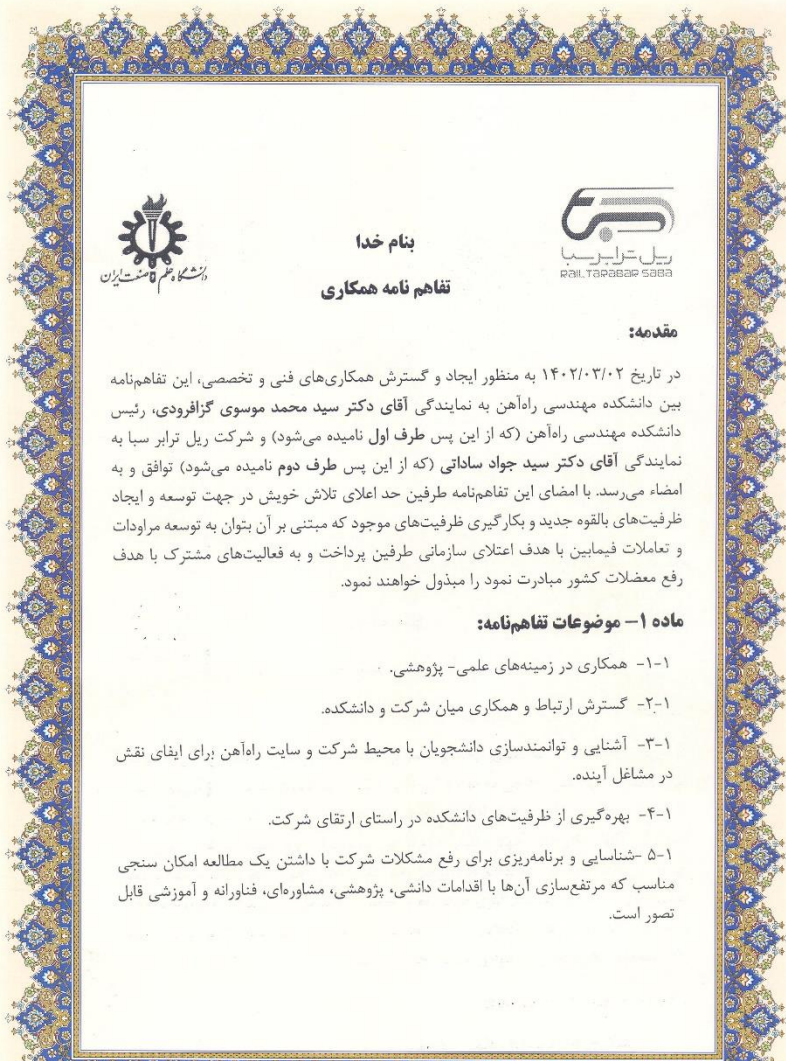 ریل ترابر سبا
RAIL TARABAR SABA
دانشگاه علم و صنعت ایران
بنام خدا
تفاهم نامه همکاری
مقدمه:
در تاریخ ۱۴۰۲/۰۳/۰۲ به منظور ایجاد و گسترش همکاری‌های فنی و تخصصی، این تفاهم‌نامه
بین دانشکده مهندسی راه‌آهن به نمایندگی آقای دکتر سید محمد موسوی گزافرودی، رئیس
دانشکده مهندسی راه‌آهن (که از این پس طرف اول نامیده می‌شود) و شرکت ریل ترابر سبا به
نمایندگی آقای دکتر سید جواد ساداتی (که از این پس طرف دوم نامیده می‌شود) توافق و به
امضاء می‌رسد. با امضای این تفاهم‌نامه طرفین حد اعلای تلاش خویش در جهت توسعه و ایجاد
ظرفیت‌های بالقوه جدید و بکارگیری ظرفیت‌های موجود که مبتنی بر آن بتوان به توسعه مراودات
و تعاملات فیمابین با هدف اعتلای سازمانی طرفین پرداخت و به فعالیت‌های مشترک با هدف
رفع معضلات کشور مبادرت نمود را مبذول خواهند نمود.
ماده ۱– موضوعات تفاهم‌نامه:
۱-۱- همکاری در زمینه‌های علمی- پژوهشی.
۱-۲- گسترش ارتباط و همکاری میان شرکت و دانشکده.
۱-۳- آشنایی و توانمندسازی دانشجویان با محیط شرکت و سایت راه‌آهن برای ایفای نقش
در مشاغل آینده.
۱-۴- بهره‌گیری از ظرفیت‌های دانشکده در راستای ارتقای شرکت.
۱-۵ -شناسایی و برنامه‌ریزی برای رفع مشکلات شرکت با داشتن یک مطالعه امکان سنجی
مناسب که مرتفع‌سازی آن‌ها با اقدامات دانشی، پژوهشی، مشاوره‌ای، فناورانه و آموزشی قابل
تصور است.